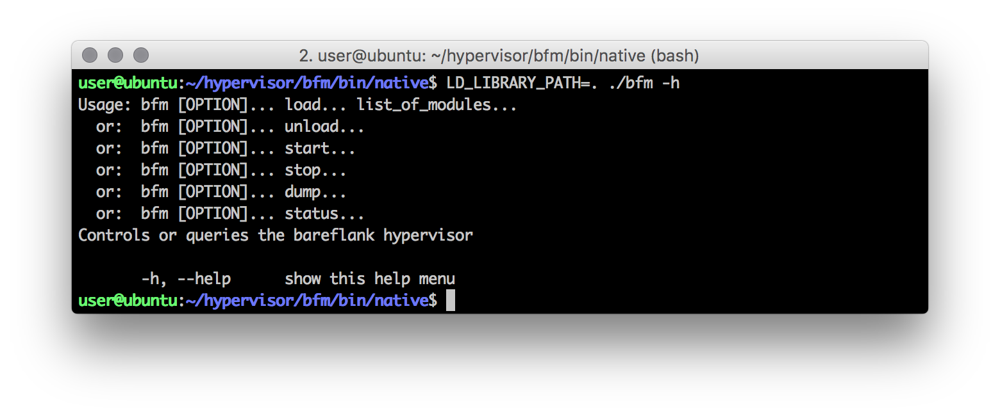 2. user@ubuntu: ~/hypervisor/bfm/bin/native (bash)
user@ubuntu:~/hypervisor/bfm/bin/native$ LD_LIBRARY_PATH=. ./bfm -h
Usage: bfm [OPTION]... load... list_of_modules...
  or:  bfm [OPTION]... unload...
  or:  bfm [OPTION]... start...
  or:  bfm [OPTION]... stop...
  or:  bfm [OPTION]... dump...
  or:  bfm [OPTION]... status...
Controls or queries the bareflank hypervisor

       -h, --help      show this help menu
user@ubuntu:~/hypervisor/bfm/bin/native$